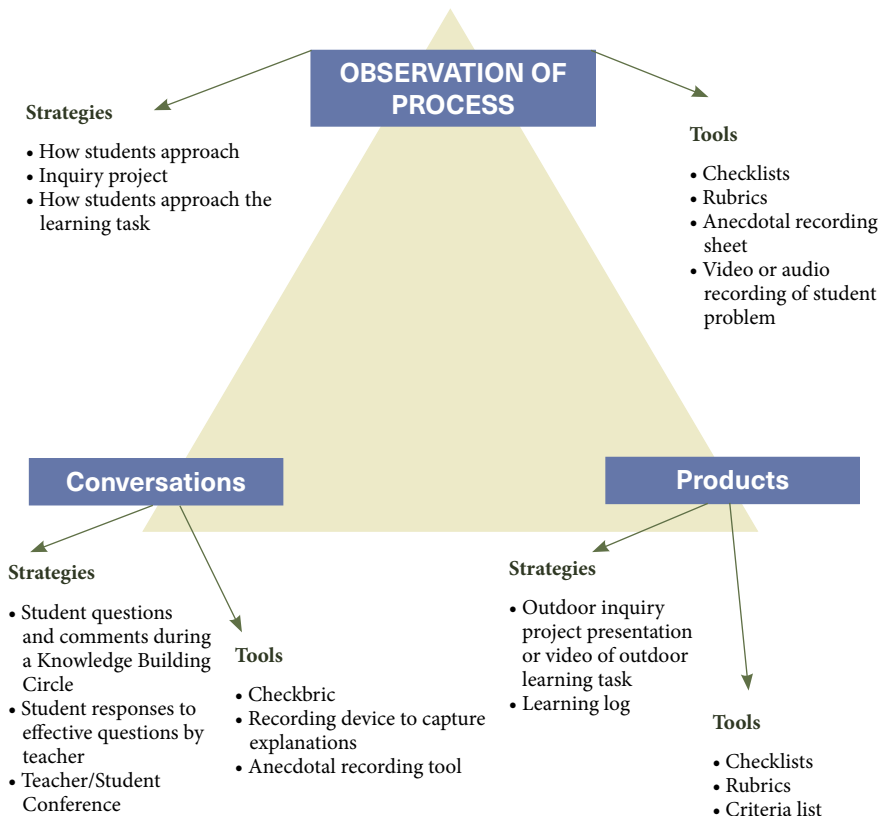 OBSERVATION OF
PROCESS
Strategies
• How students approach
• Inquiry project
• How students approach the
learning task
Tools
• Checklists
• Rubrics
• Anecdotal recording
sheet
• Video or audio
recording of student
problem
Conversations
Strategies
• Student questions
and comments during
a Knowledge Building
Circle
• Student responses to
effective questions by
teacher
• Teacher/Student
Conference
Tools
• Checkbric
• Recording device to capture
explanations
• Anecdotal recording tool
Products
Strategies
• Outdoor inquiry
project presentation
or video of outdoor
learning task
• Learning log
Tools
• Checklists
• Rubrics
• Criteria list